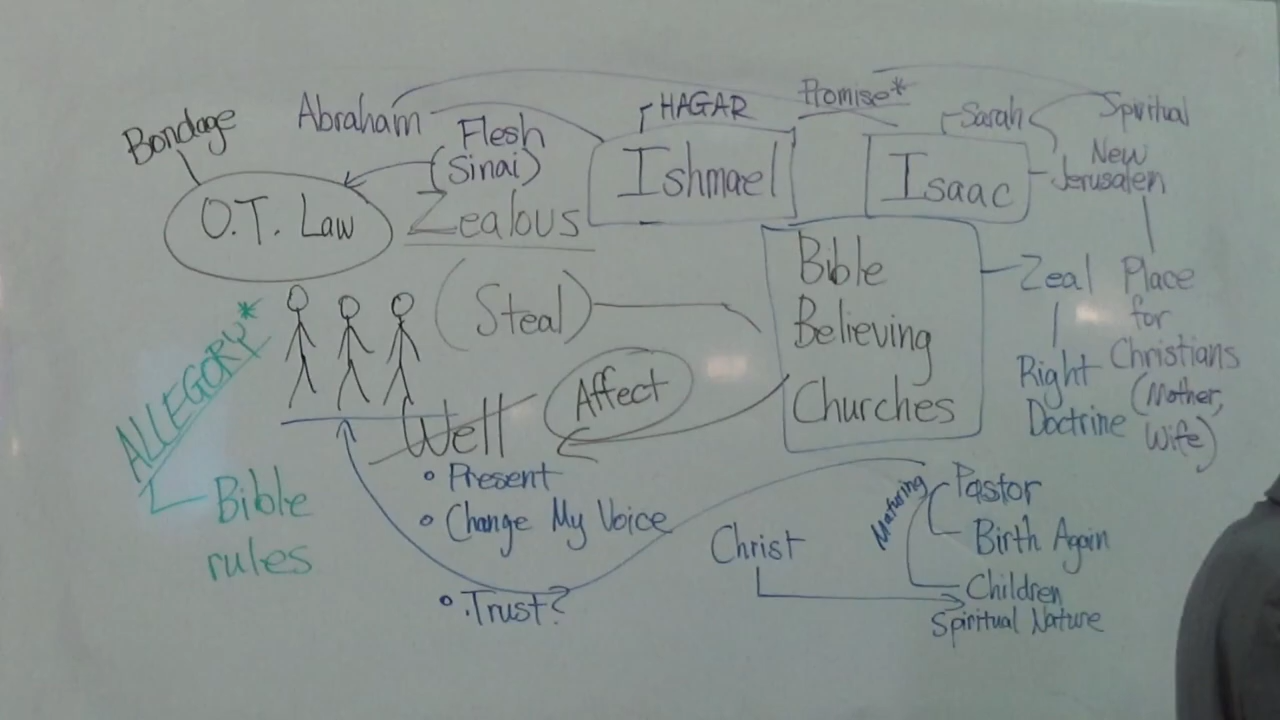 Bondage
Abraham
Flesh
(Sinai)
HAGAR
Promise*
Sarah
Spiritual
O.T. Law
Zealous
Ishmael
Isaac
New
Jerusalen
(Steal)
Bible
Believing
Churches
Zeal
Right
Doctrine
Place
for
Christians
(Mother,
Wife)
ALLEGORY*
Bible
rules
Affect
Well
• Present
• Change My Voice
• Trust?
Christ
Maturing
Pastor
Birth Again
Children
Spiritual Nature